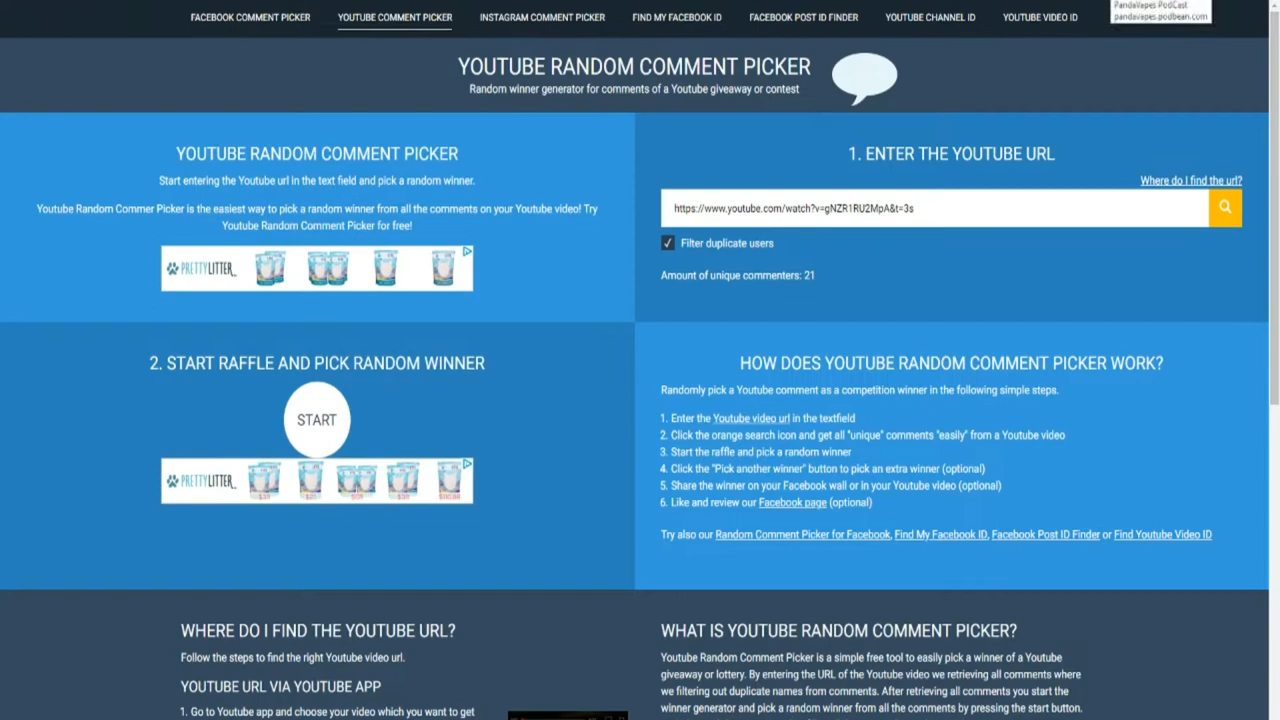 FACEBOOK COMMENT PICKER
YOUTUBE COMMENT PICKER
INSTAGRAM COMMENT PICKER
FIND MY FACEBOOK ID
FACEBOOK POST ID FINDER
YOUTUBE CHANNEL ID
YOUTUBE VIDEO ID
PandaVapes PodCast
pandavapes.podbean.com
YOUTUBE RANDOM COMMENT PICKER
Random winner generator for comments of a Youtube giveaway or contest
YOUTUBE RANDOM COMMENT PICKER
Start entering the Youtube url in the text field and pick a random winner.
Youtube Random Commer Picker is the easiest way to pick a random winner from all the comments on your Youtube video! Try
Youtube Random Comment Picker for free!
PRETTYLITTER
1. ENTER THE YOUTUBE URL
Where do I find the url?
https://www.youtube.com/watch?v=gNZR1RU2MpA&t=3s
Filter duplicate users
Amount of unique commenters: 21
2. START RAFFLE AND PICK RANDOM WINNER
START
PRETTYLITTER
HOW DOES YOUTUBE RANDOM COMMENT PICKER WORK?
Randomly pick a Youtube comment as a competition winner in the following simple steps.
1. Enter the Youtube video url in the textfield
2. Click the orange search icon and get all "unique" comments "easily" from a Youtube video
3. Start the raffle and pick a random winner
4. Click the "Pick another winner" button to pick an extra winner (optional)
5. Share the winner on your Facebook wall or in your Youtube video (optional)
6. Like and review our Facebook page (optional)
Try also our Random Comment Picker for Facebook, Find My Facebook ID, Facebook Post ID Finder or Find Youtube Video ID
WHERE DO I FIND THE YOUTUBE URL?
Follow the steps to find the right Youtube video url.
YOUTUBE URL VIA YOUTUBE APP
1. Go to Youtube app and choose your video which you want to get
WHAT IS YOUTUBE RANDOM COMMENT PICKER?
Youtube Random Comment Picker is a simple free tool to easily pick a winner of a Youtube
giveaway or lottery. By entering the URL of the Youtube video we retrieving all comments where
we filtering out duplicate names from comments. After retrieving all comments you start the
winner generator and pick a random winner from all the comments by pressing the start button.